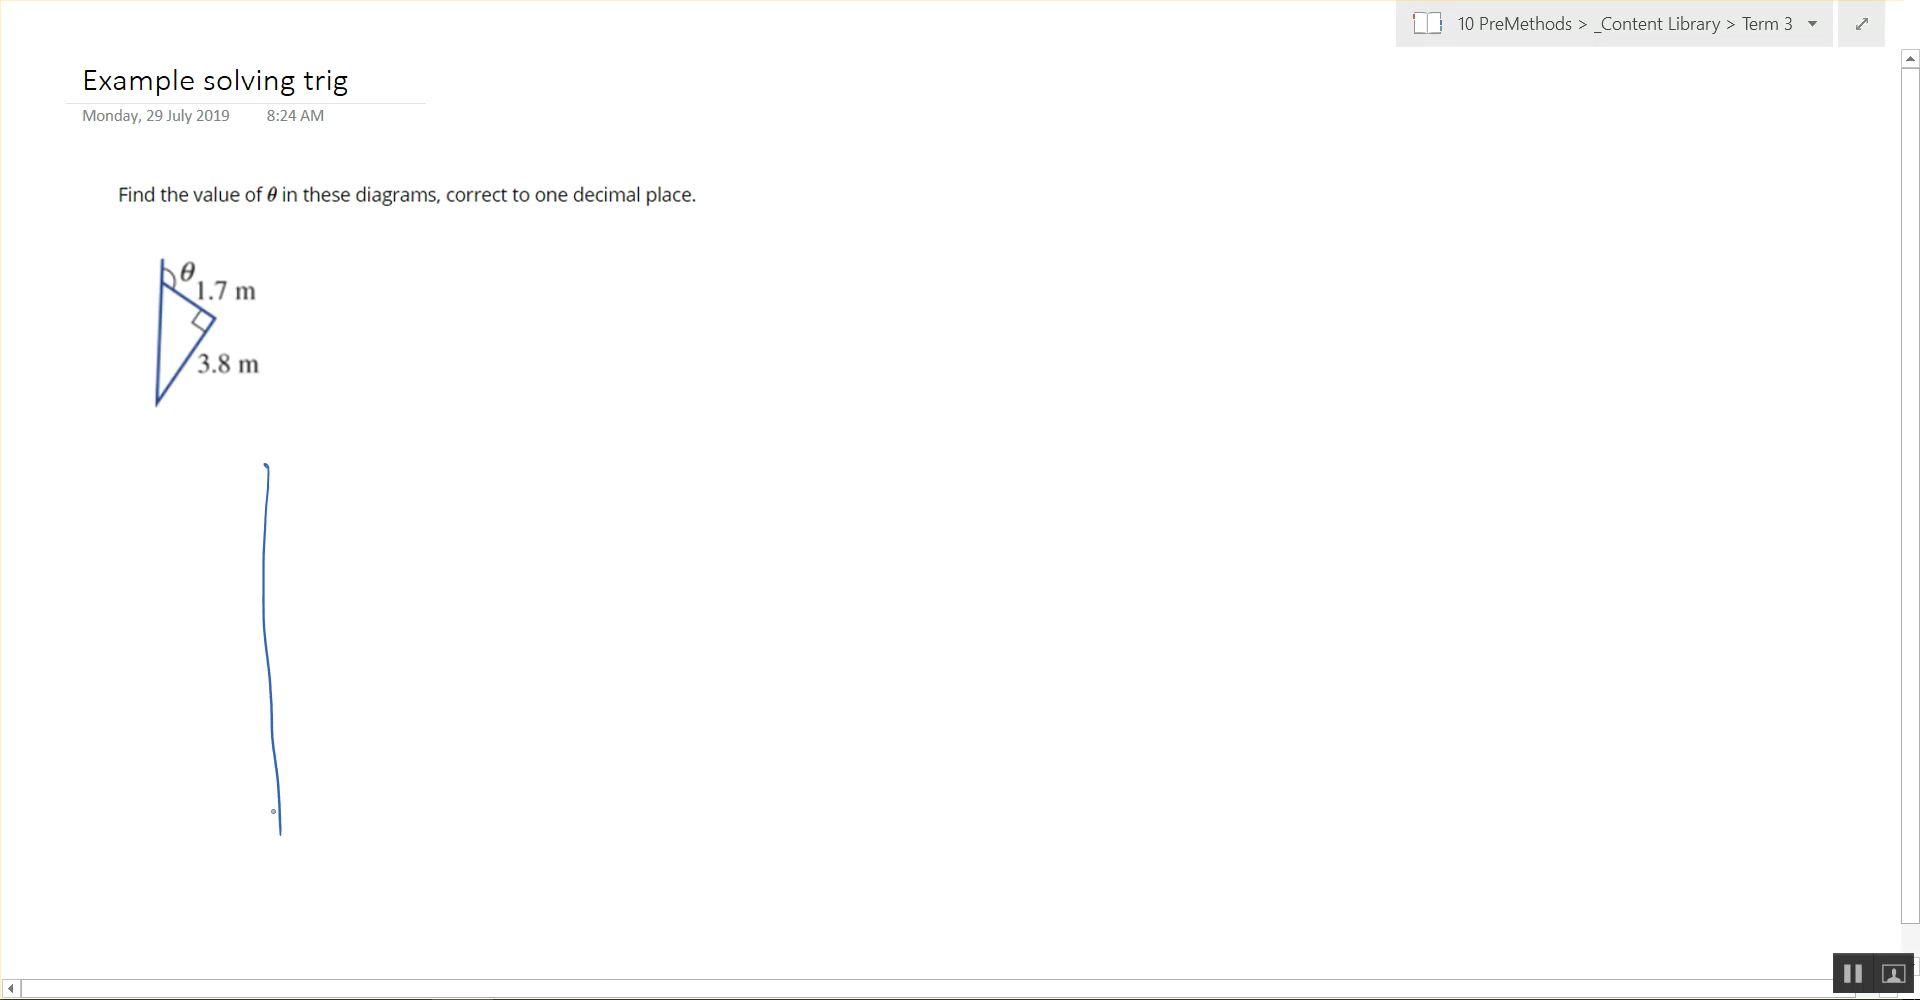 10 PreMethods > _Content Library > Term 3
Example solving trig
Monday, 29 July 2019 8:24 AM
Find the value of θ in these diagrams, correct to one decimal place.
θ
1.7 m
3.8 m